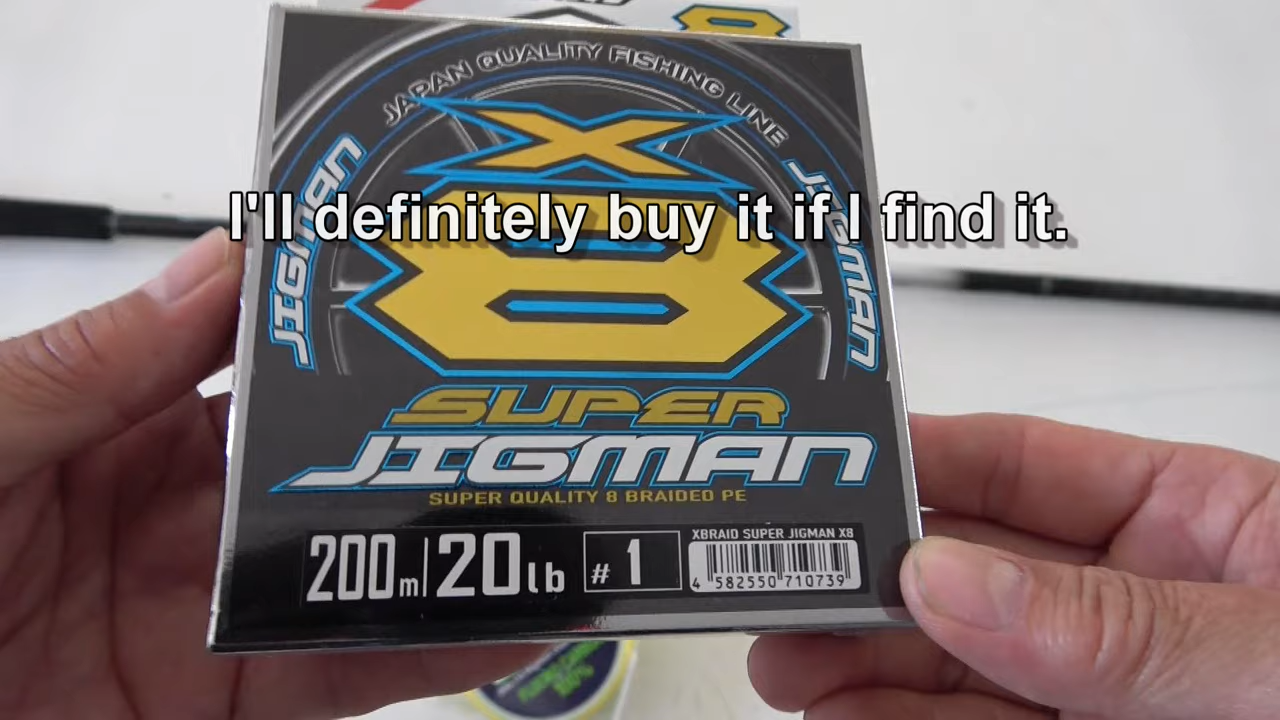 8
JAPAN QUALITY FISHING LINE
JIGMAN
X
JIGMAN
I'll definitely buy it if I find it.
8
SUPER
JIGMAN
SUPER QUALITY 8 BRAIDED PE
200m 20lb #1
XBRAID SUPER JIGMAN X8
4 582550 710739